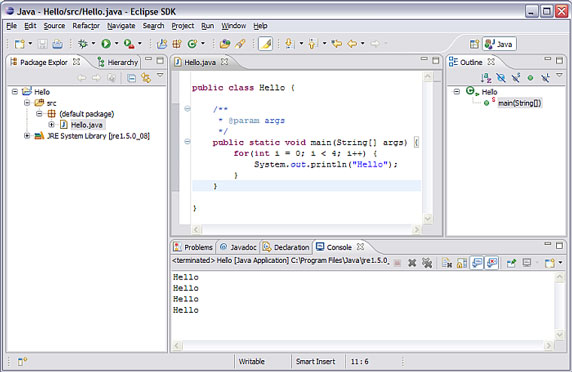 Java - Hello/src/Hello.java - Eclipse SDK
File Edit Source Refactor Navigate Search Project Run Window Help
Java
Package Explor
Hierarchy
Hello
src
(default package)
Hello.java
JRE System Library [jre1.5.0_08]
Hello.java
public class Hello {
/**
* @param args
*/
public static void main(String[] args) {
for(int i = 0; i < 4; i++) {
System.out.println("Hello");
}
}
}
Outline
Hello
main(String[])
Problems @ Javadoc Declaration Console
<terminated> Hello [Java Application] C:\Program Files\Java\jre1.5.0_
Hello
Hello
Hello
Hello
Writable Smart Insert 11 : 6